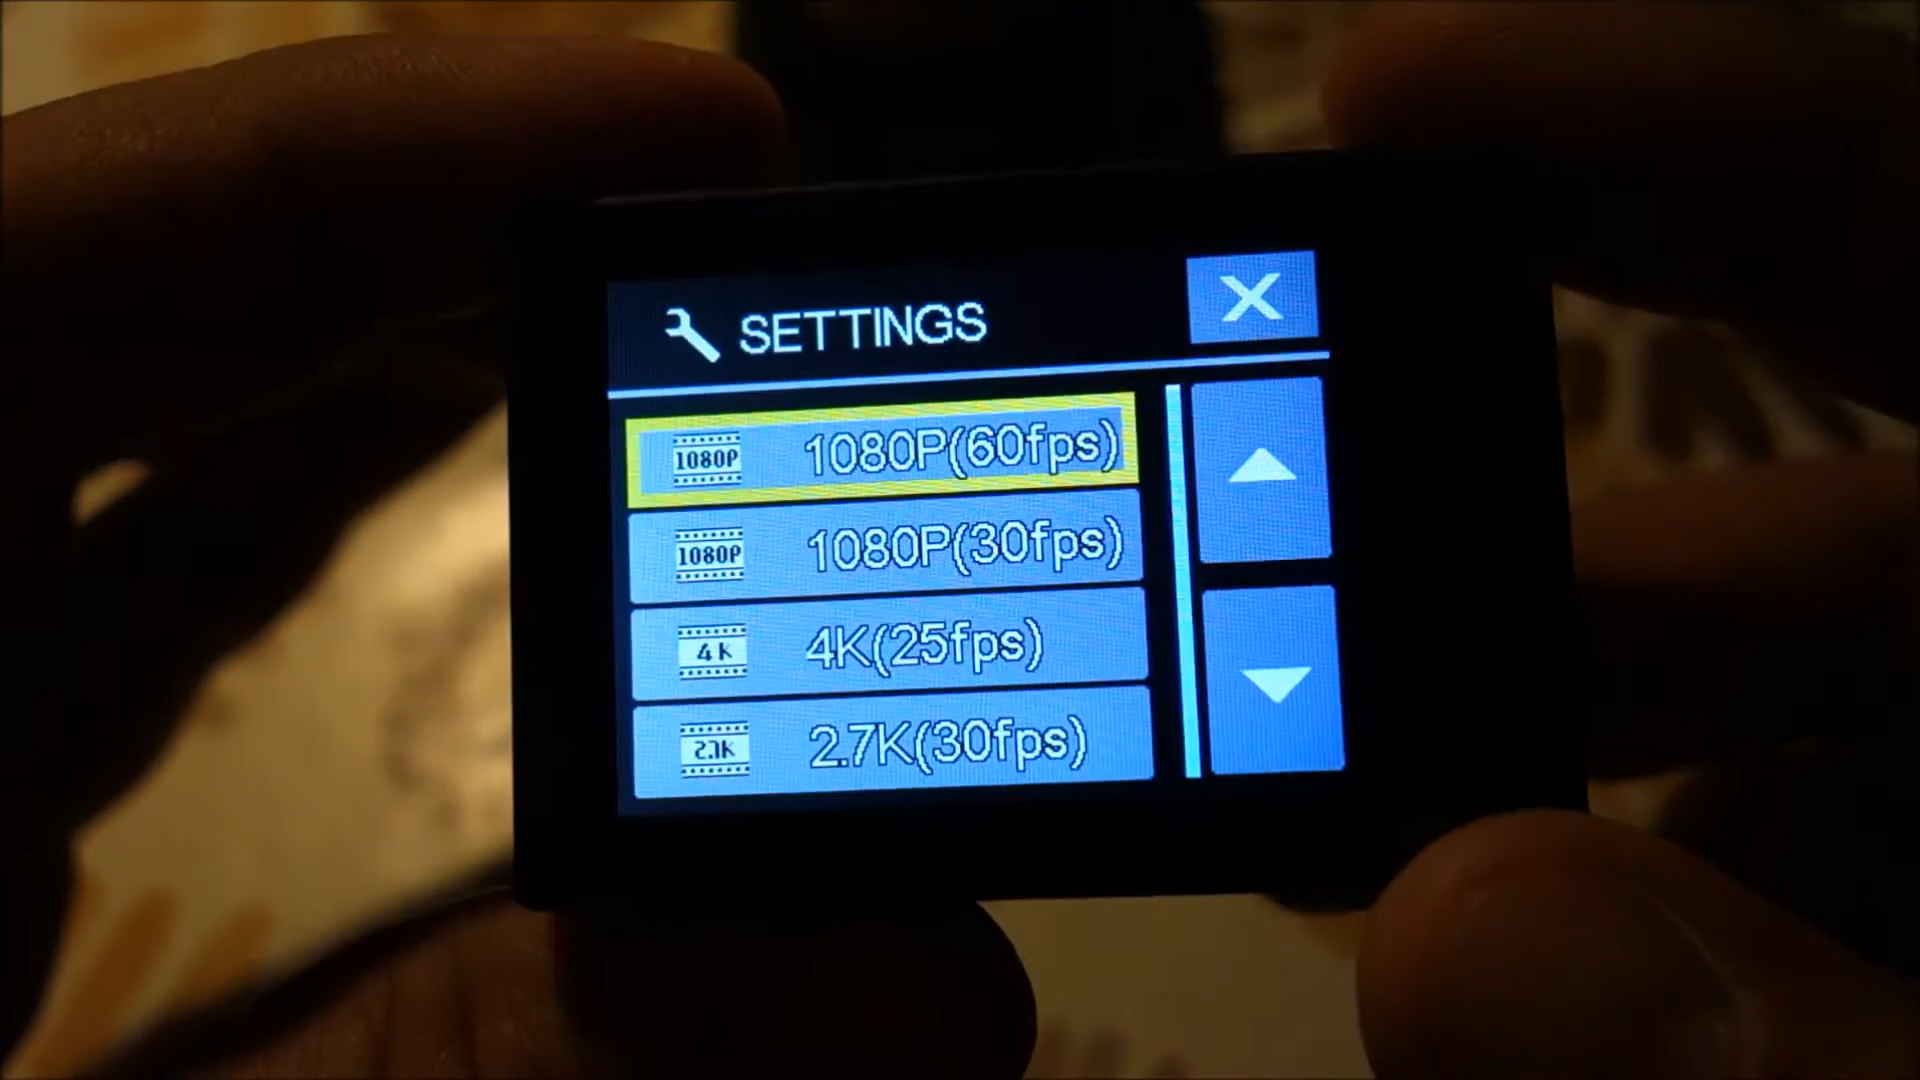 SETTINGS
X
1080P 1080P(60fps)
1080P 1080P(30fps)
4K 4K(25fps)
2.7K 2.7K(30fps)